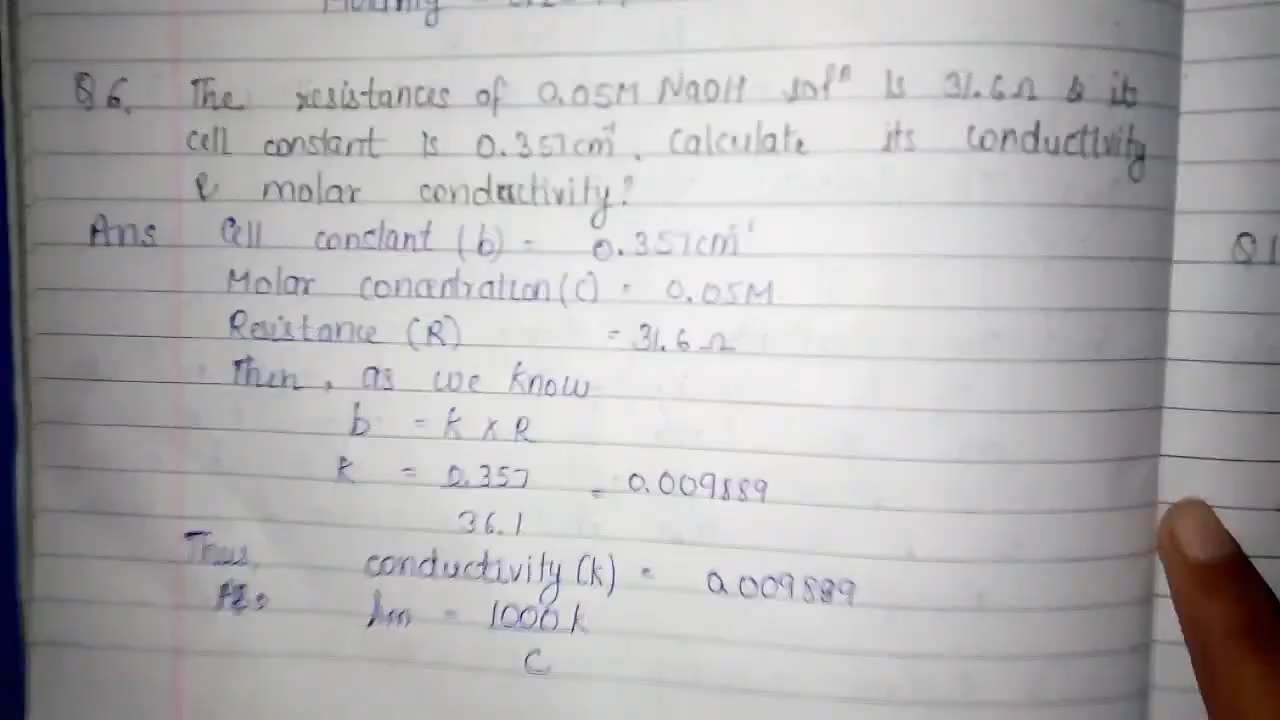 Q 6. The resistances of 0.05M NaOH solⁿ is 31.6Ω & its
cell constant is 0.357cm⁻¹. Calculate its conductivity
& molar conductivity?
Ans Cell constant (b) = 0.357cm⁻¹
Molar concentration (C) = 0.05M
Resistance (R) = 31.6Ω
Then, as we know
b = k × R
k = 0.357 = 0.009889
36.1
Thus, conductivity (k) = 0.009889
λm = 1000k
C
Q1